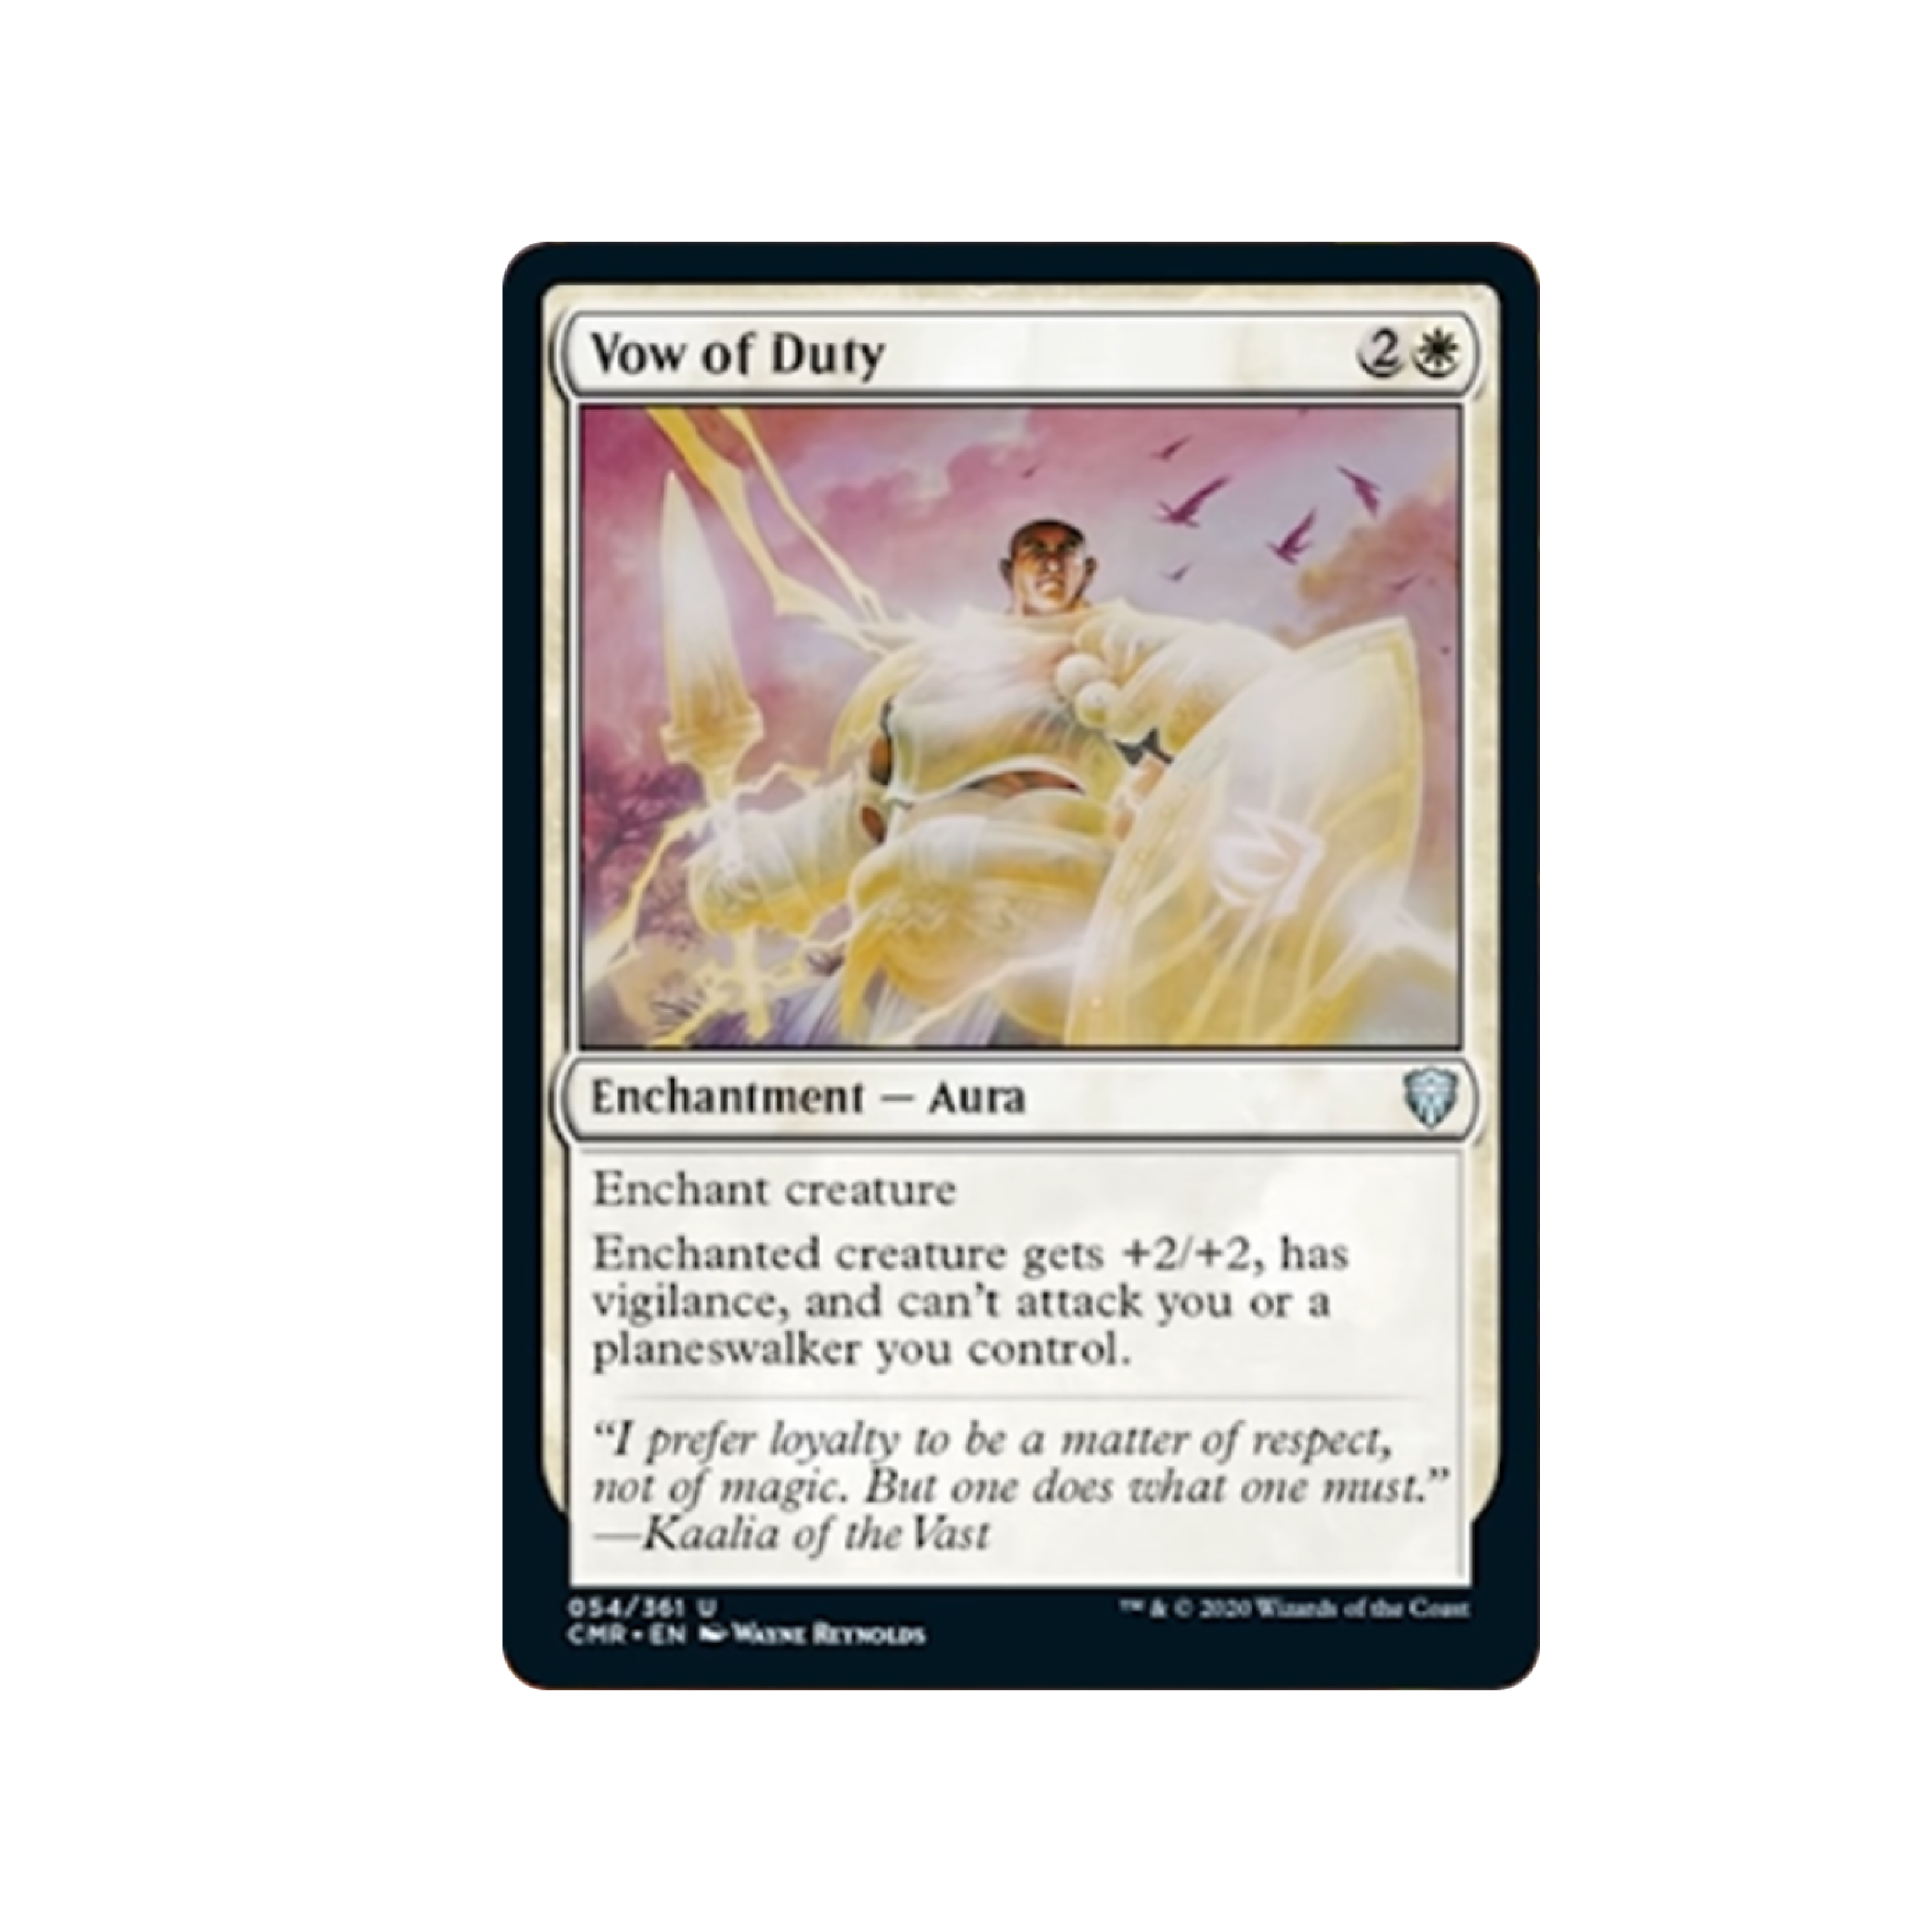 Vow of Duty 2
Enchantment — Aura
Enchant creature
Enchanted creature gets +2/+2, has
vigilance, and can't attack you or a
planeswalker you control.
“I prefer loyalty to be a matter of respect,
not of magic. But one does what one must.”
—Kaalia of the Vast
054/361 U
™ & © 2020 Wizards of the Coast
CMR • EN Wayne Reynolds